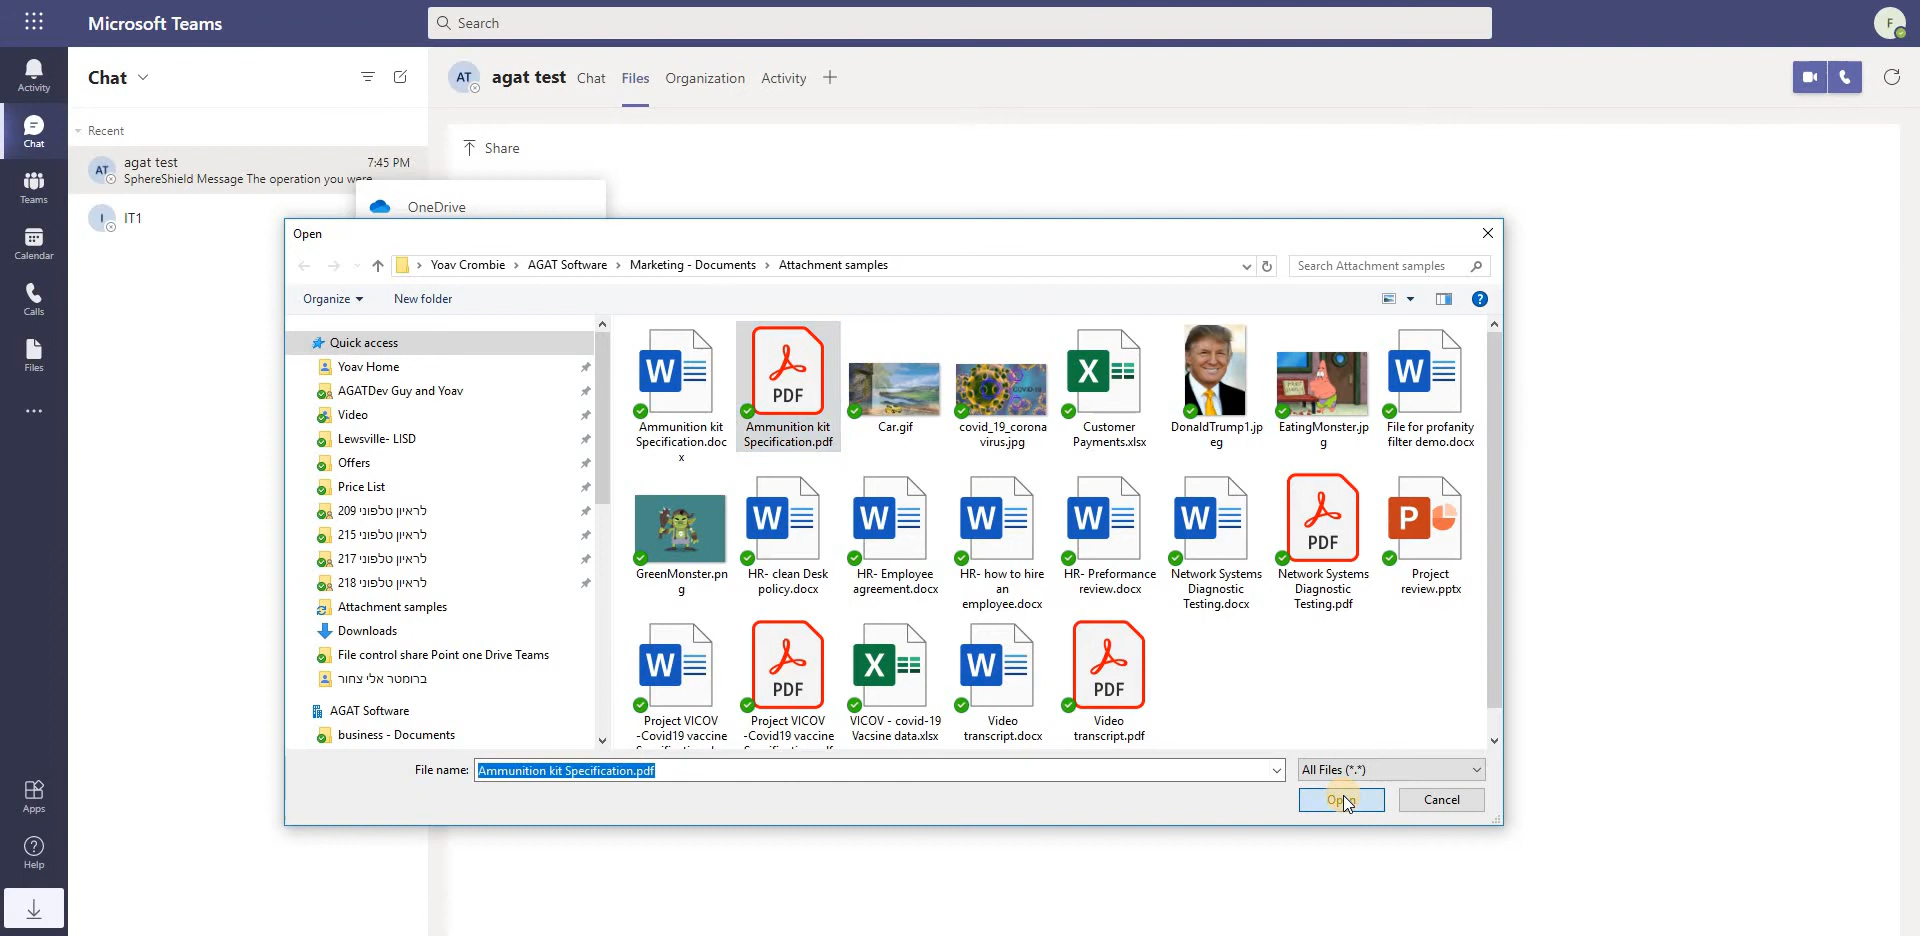 Microsoft Teams
Search
F
Activity
Chat
Teams
Calendar
Calls
Files
Apps
Help
Chat
Recent
AT
agat test
7:45 PM
SphereShield Message The operation you were
I
IT1
AT
agat test
Chat
Files
Organization
Activity
Share
OneDrive
Open
Yoav Crombie › AGAT Software › Marketing - Documents › Attachment samples
Search Attachment samples
Organize
New folder
Quick access
Yoav Home
AGATDev Guy and Yoav
Video
Lewsville- LISD
Offers
Price List
לראיון טלפוני 209
לראיון טלפוני 215
לראיון טלפוני 217
לראיון טלפוני 218
Attachment samples
Downloads
File control share Point one Drive Teams
ברומטר אלי צחור
AGAT Software
business - Documents
W
Ammunition kit
Specification.doc
x
PDF
Ammunition kit
Specification.pdf
Car.gif
COVID-19
covid_19_corona
virus.jpg
X
Customer
Payments.xlsx
DonaldTrump1.jp
eg
EatingMonster.jp
g
W
File for profanity
filter demo.docx
GreenMonster.pn
g
W
HR- clean Desk
policy.docx
W
HR- Employee
agreement.docx
W
HR- how to hire
an
employee.docx
W
HR- Preformance
review.docx
W
Network Systems
Diagnostic
Testing.docx
PDF
Network Systems
Diagnostic
Testing.pdf
P
Project
review.pptx
W
Project VICOV
-Covid19 vaccine
PDF
Project VICOV
-Covid19 vaccine
X
VICOV - covid-19
Vacsine data.xlsx
W
Video
transcript.docx
PDF
Video
transcript.pdf
File name:
Ammunition kit Specification.pdf
All Files (*.*)
Open
Cancel